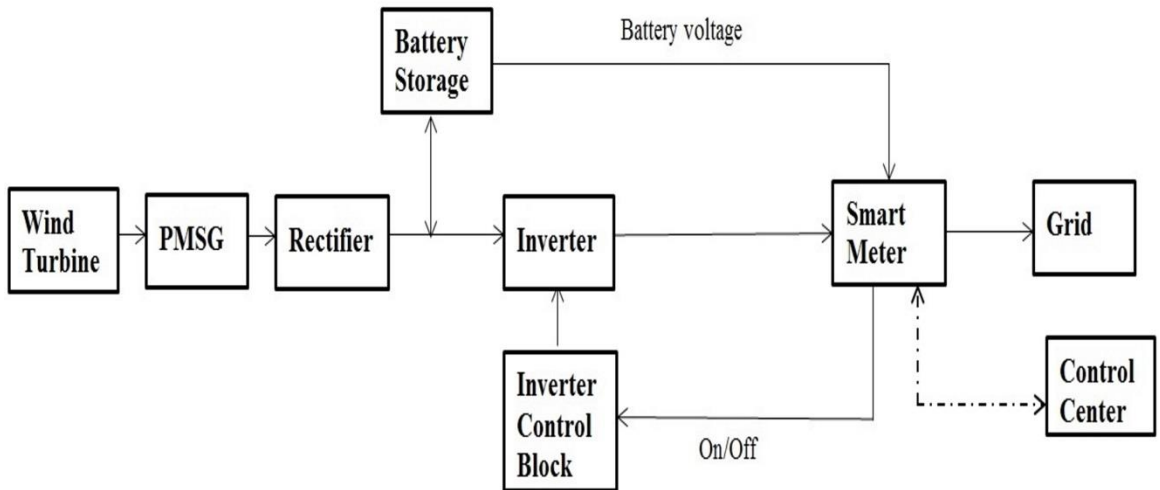 Battery
Storage
Battery voltage
Wind
Turbine
PMSG
Rectifier
Inverter
Smart
Meter
Grid
Inverter
Control
Block
On/Off
Control
Center